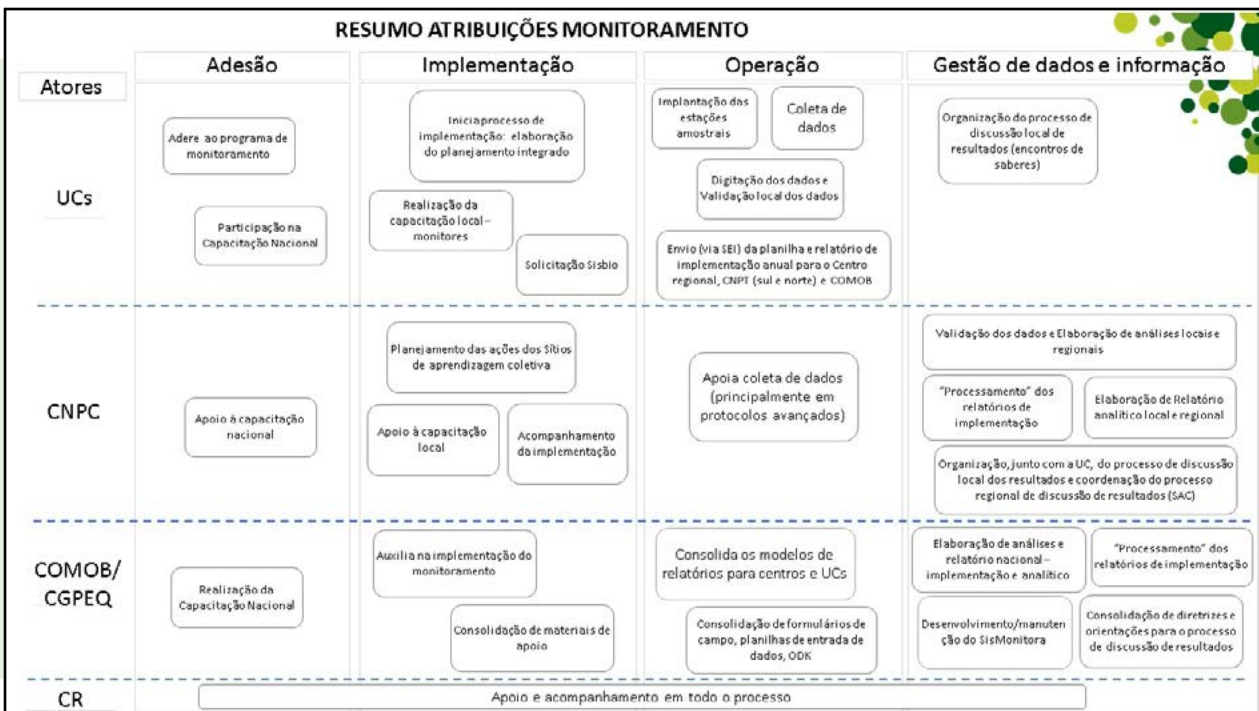 RESUMO ATRIBUIÇÕES MONITORAMENTO
Adesão
Implementação
Operação
Gestão de dados e informação
Atores
UCs
Adere ao programa de
monitoramento
Participação na
Capacitação Nacional
Inicia processo de
implementação: elaboração
do planejamento integrado
Realização da
capacitação local –
monitores
Solicitação Sisbio
Implantação das
estações
amostrais
Coleta de
dados
Digitação dos dados e
Validação local dos dados
Envio (via SEI) da planilha e relatório de
implementação anual para o Centro
regional, CNPT (sul e norte) e COMOB
Organização do processo de
discussão local de
resultados (encontros de
saberes)
CNPC
Apoio à capacitação
nacional
Planejamento das ações dos Sítios
de aprendizagem coletiva
Apoio à capacitação
local
Acompanhamento
da implementação
Apoia coleta de dados
(principalmente em
protocolos avançados)
Validação dos dados e Elaboração de análises locais e
regionais
"Processamento" dos
relatórios de
implementação
Elaboração de Relatório
analítico local e regional
Organização, junto com a UC, do processo de discussão
local dos resultados e coordenação do processo
regional de discussão de resultados (SAC)
COMOB/
CGPEQ
Realização da
Capacitação Nacional
Auxilia na implementação do
monitoramento
Consolidação de materiais de
apoio
Consolida os modelos de
relatórios para centros e UCs
Consolidação de formulários de
campo, planilhas de entrada de
dados, ODK
Elaboração de análises e
relatório nacional –
implementação e analítico
"Processamento" dos
relatórios de implementação
Desenvolvimento/manuten
ção do SisMonitora
Consolidação de diretrizes e
orientações para o processo
de discussão de resultados
CR
Apoio e acompanhamento em todo o processo